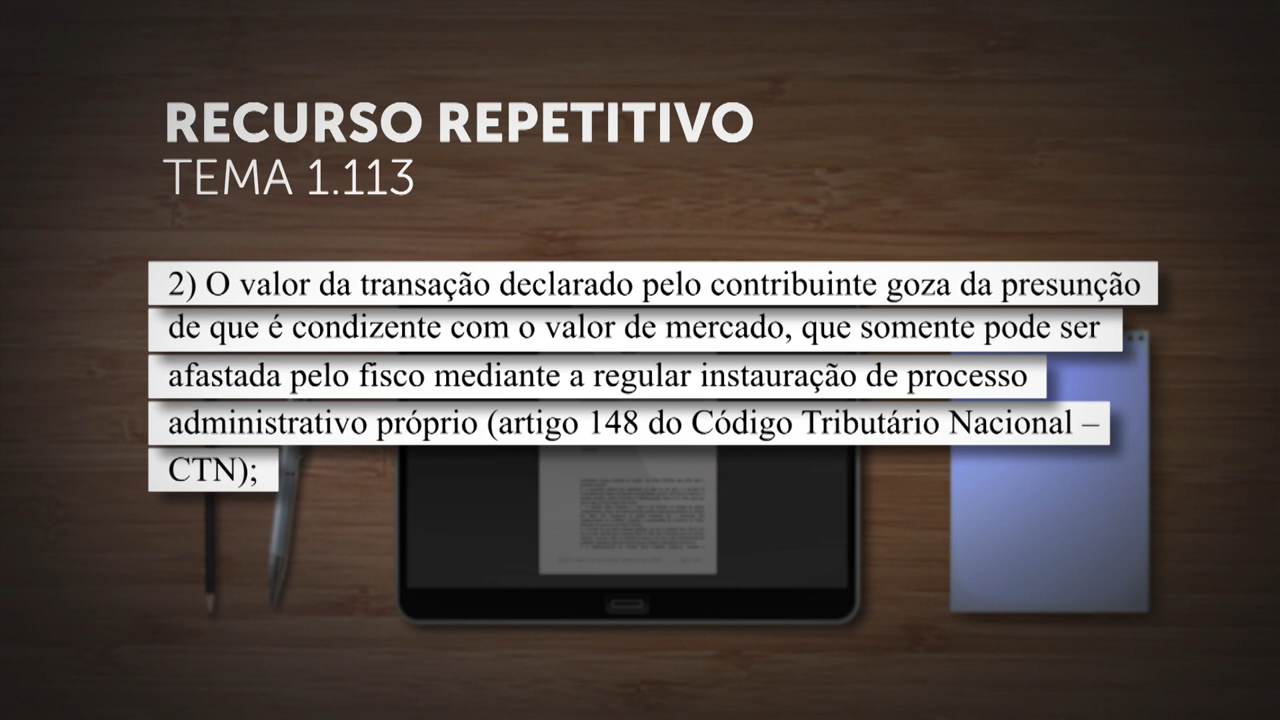 RECURSO REPETITIVO
TEMA 1.113
2) O valor da transação declarado pelo contribuinte goza da presunção
de que é condizente com o valor de mercado, que somente pode ser
afastada pelo fisco mediante a regular instauração de processo
administrativo próprio (artigo 148 do Código Tributário Nacional –
CTN);